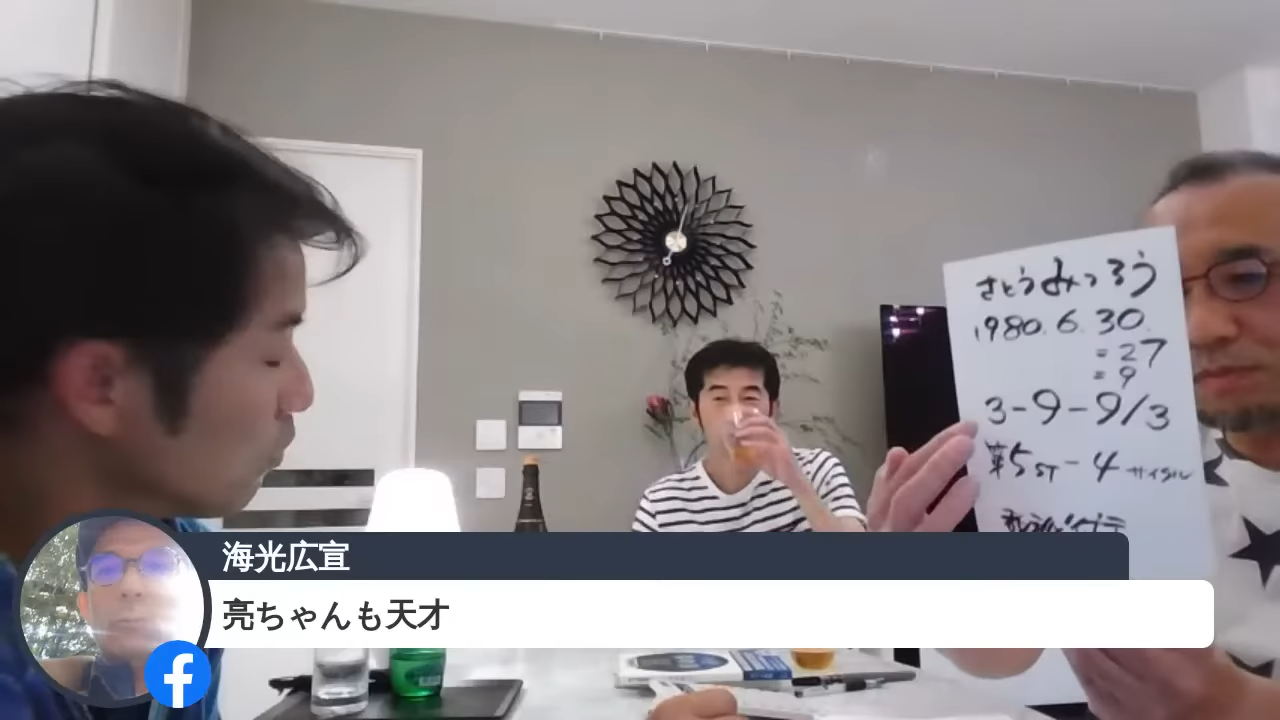 さとうみつろう
1980. 6. 30.
= 27
= 9
3-9-9/3
第5ST-4サイクル
海光広宣
亮ちゃんも天才